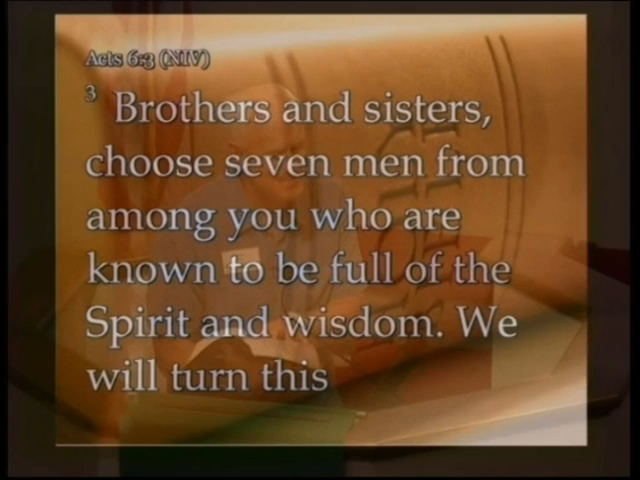 Acts 6:3 (NIV)
3 Brothers and sisters,
choose seven men from
among you who are
known to be full of the
Spirit and wisdom. We
will turn this